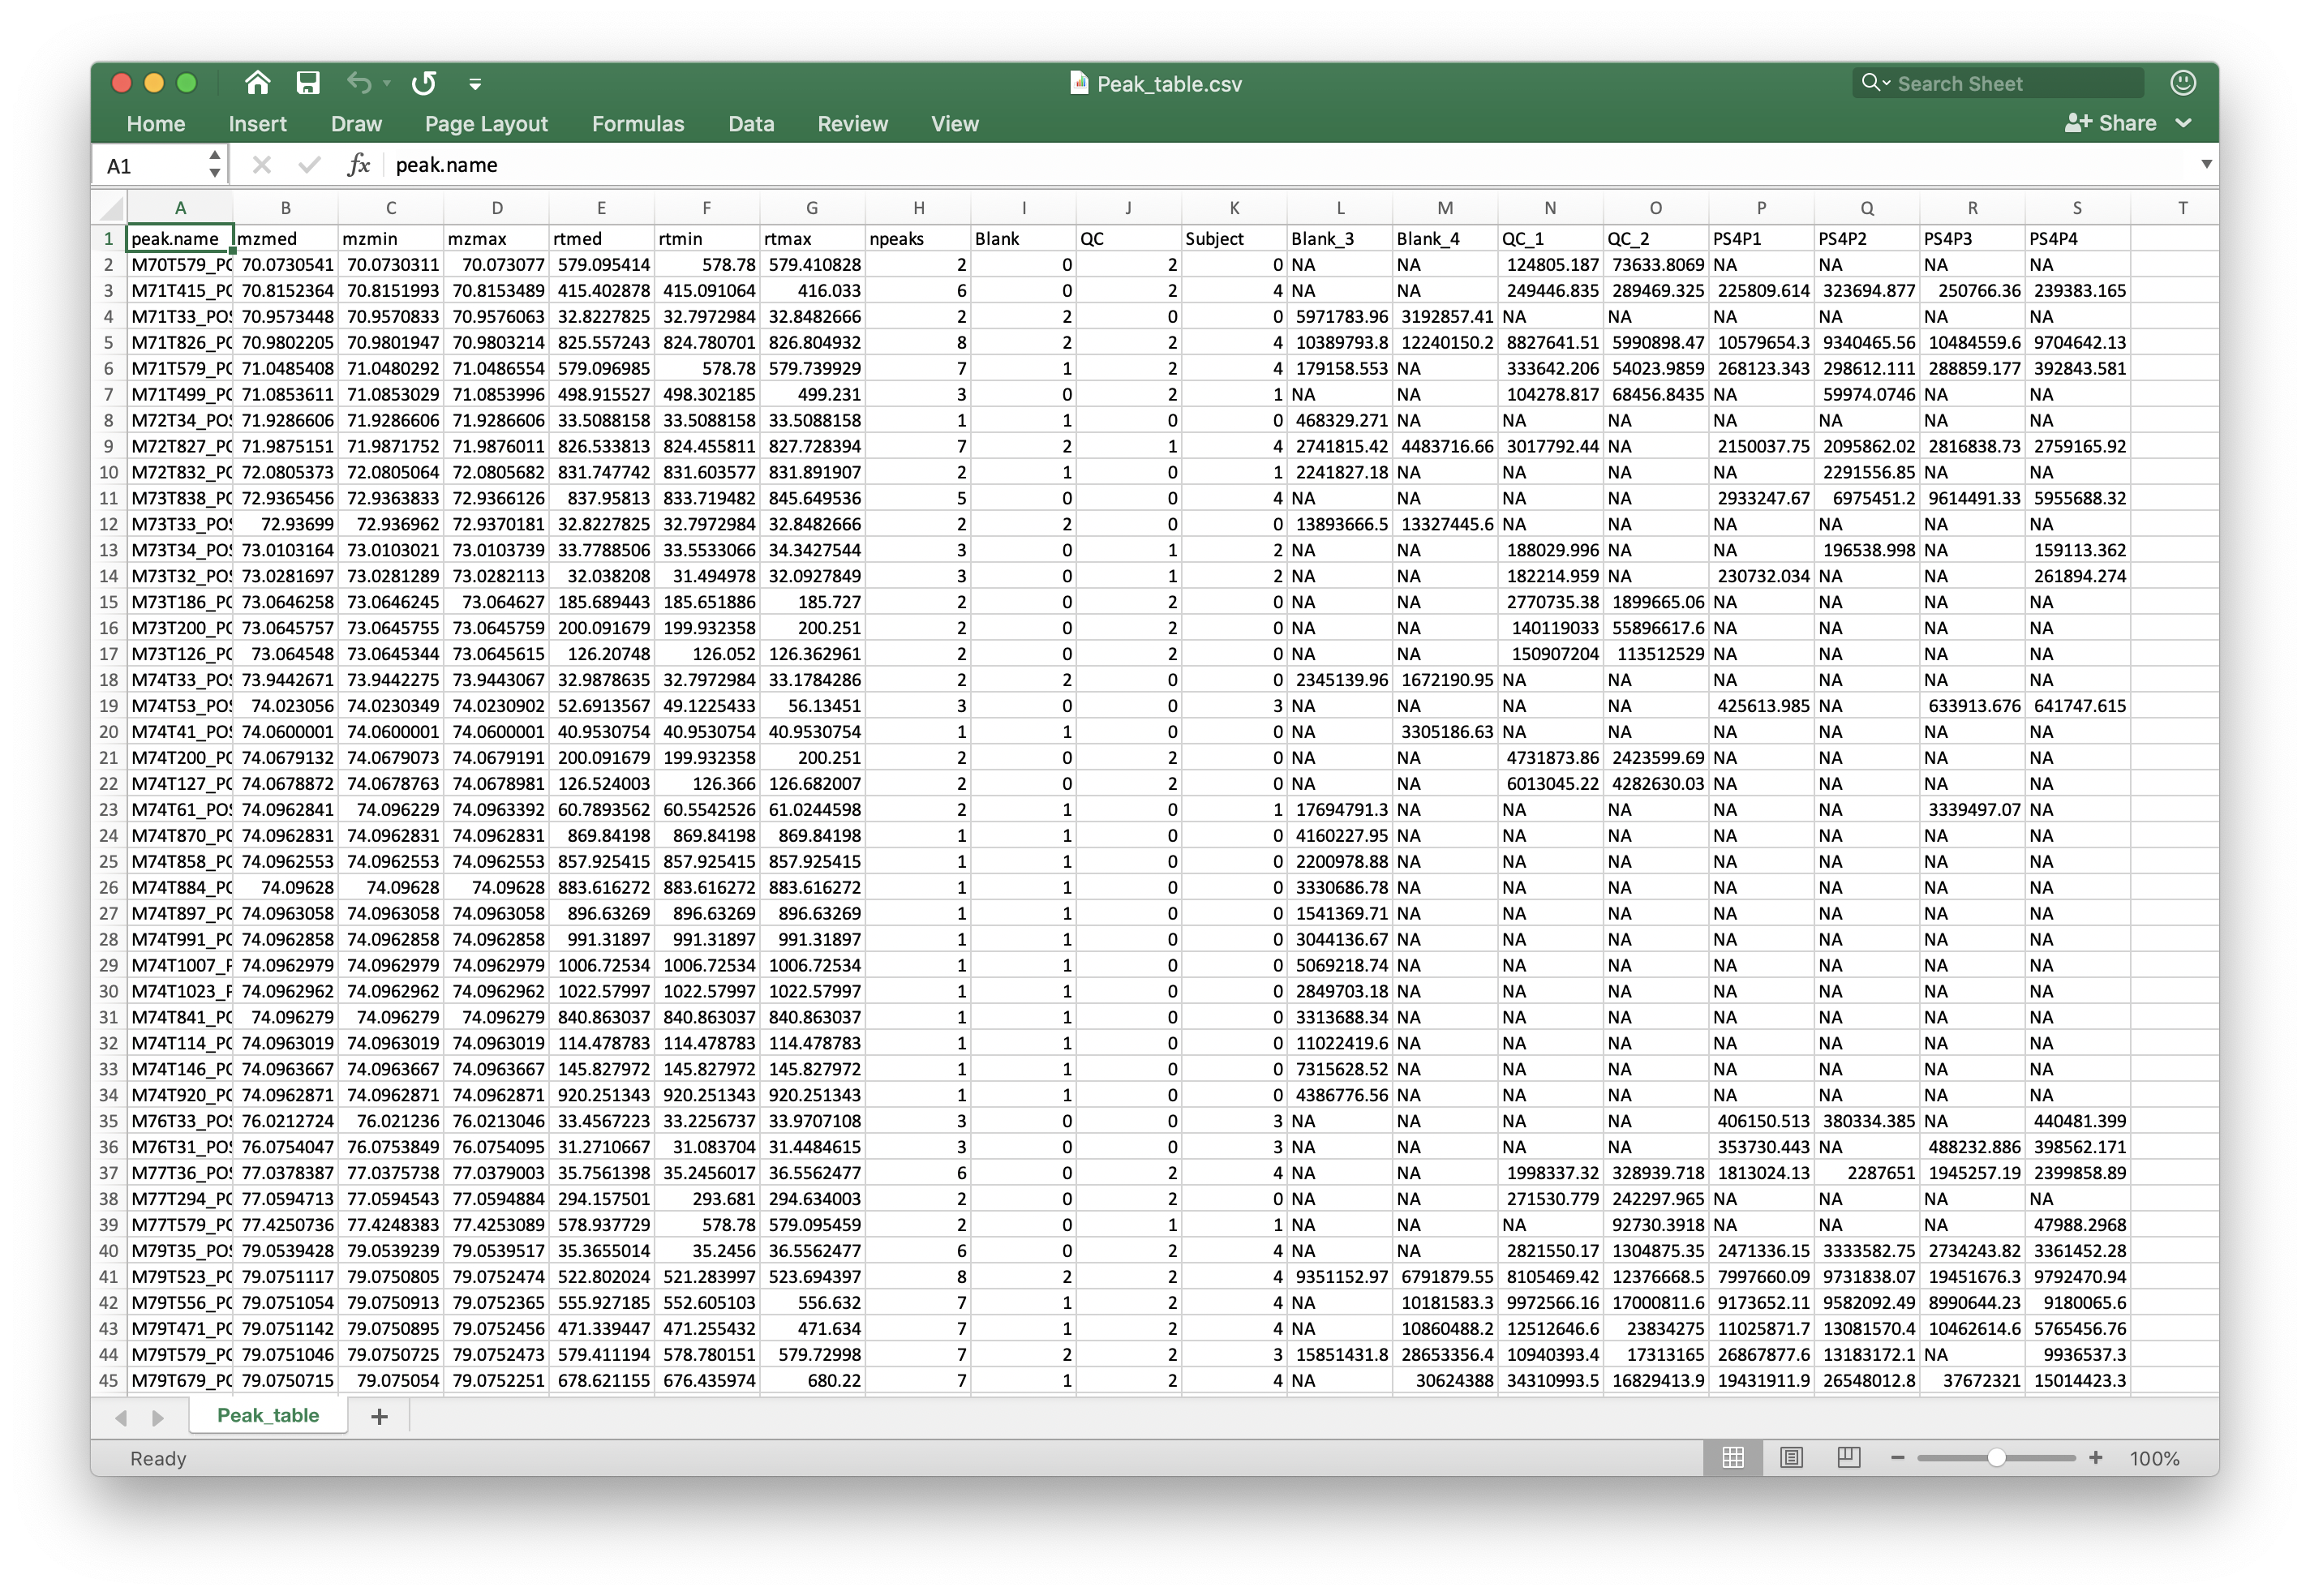 Peak_table.csv
Search Sheet
Home Insert Draw Page Layout Formulas Data Review View Share
A1 fx peak.name
A B C D E F G H I J K L M N O P Q R S T
1 peak.name mzmed mzmin mzmax rtmed rtmin rtmax npeaks Blank QC Subject Blank_3 Blank_4 QC_1 QC_2 PS4P1 PS4P2 PS4P3 PS4P4
2 M70T579_PO 70.0730541 70.0730311 70.073077 579.095414 578.78 579.410828 2 0 2 0 NA NA 124805.187 73633.8069 NA NA NA NA
3 M71T415_PO 70.8152364 70.8151993 70.8153489 415.402878 415.091064 416.033 6 0 2 4 NA NA 249446.835 289469.325 225809.614 323694.877 250766.36 239383.165
4 M71T33_POS 70.9573448 70.9570833 70.9576063 32.8227825 32.7972984 32.8482666 2 2 0 0 5971783.96 3192857.41 NA NA NA NA NA NA
5 M71T826_PO 70.9802205 70.9801947 70.9803214 825.557243 824.780701 826.804932 8 2 2 4 10389793.8 12240150.2 8827641.51 5990898.47 10579654.3 9340465.56 10484559.6 9704642.13
6 M71T579_PO 71.0485408 71.0480292 71.0486554 579.096985 578.78 579.739929 7 1 2 4 179158.553 NA 333642.206 54023.9859 268123.343 298612.111 288859.177 392843.581
7 M71T499_PO 71.0853611 71.0853029 71.0853996 498.915527 498.302185 499.231 3 0 2 1 NA NA 104278.817 68456.8435 NA 59974.0746 NA NA
8 M72T34_POS 71.9286606 71.9286606 71.9286606 33.5088158 33.5088158 33.5088158 1 1 0 0 468329.271 NA NA NA NA NA NA NA
9 M72T827_PO 71.9875151 71.9871752 71.9876011 826.533813 824.455811 827.728394 7 2 1 4 2741815.42 4483716.66 3017792.44 NA 2150037.75 2095862.02 2816838.73 2759165.92
10 M72T832_PO 72.0805373 72.0805064 72.0805682 831.747742 831.603577 831.891907 2 1 0 1 2241827.18 NA NA NA NA 2291556.85 NA NA
11 M73T838_PO 72.9365456 72.9363833 72.9366126 837.95813 833.719482 845.649536 5 0 0 4 NA NA NA NA 2933247.67 6975451.2 9614491.33 5955688.32
12 M73T33_POS 72.93699 72.936962 72.9370181 32.8227825 32.7972984 32.8482666 2 2 0 0 13893666.5 13327445.6 NA NA NA NA NA NA
13 M73T34_POS 73.0103164 73.0103021 73.0103739 33.7788506 33.5533066 34.3427544 3 0 1 2 NA NA 188029.996 NA NA 196538.998 NA 159113.362
14 M73T32_POS 73.0281697 73.0281289 73.0282113 32.038208 31.494978 32.0927849 3 0 1 2 NA NA 182214.959 NA 230732.034 NA NA 261894.274
15 M73T186_PO 73.0646258 73.0646245 73.064627 185.689443 185.651886 185.727 2 0 2 0 NA NA 2770735.38 1899665.06 NA NA NA NA
16 M73T200_PO 73.0645757 73.0645755 73.0645759 200.091679 199.932358 200.251 2 0 2 0 NA NA 140119033 55896617.6 NA NA NA NA
17 M73T126_PO 73.064548 73.0645344 73.0645615 126.20748 126.052 126.362961 2 0 2 0 NA NA 150907204 113512529 NA NA NA NA
18 M74T33_POS 73.9442671 73.9442275 73.9443067 32.9878635 32.7972984 33.1784286 2 2 0 0 2345139.96 1672190.95 NA NA NA NA NA NA
19 M74T53_POS 74.023056 74.0230349 74.0230902 52.6913567 49.1225433 56.13451 3 0 0 3 NA NA NA NA 425613.985 NA 633913.676 641747.615
20 M74T41_POS 74.0600001 74.0600001 74.0600001 40.9530754 40.9530754 40.9530754 1 1 0 0 NA 3305186.63 NA NA NA NA NA NA
21 M74T200_PO 74.0679132 74.0679073 74.0679191 200.091679 199.932358 200.251 2 0 2 0 NA NA 4731873.86 2423599.69 NA NA NA NA
22 M74T127_PO 74.0678872 74.0678763 74.0678981 126.524003 126.366 126.682007 2 0 2 0 NA NA 6013045.22 4282630.03 NA NA NA NA
23 M74T61_POS 74.0962841 74.096229 74.0963392 60.7893562 60.5542526 61.0244598 2 1 0 1 17694791.3 NA NA NA NA NA 3339497.07 NA
24 M74T870_PO 74.0962831 74.0962831 74.0962831 869.84198 869.84198 869.84198 1 1 0 0 4160227.95 NA NA NA NA NA NA NA
25 M74T858_PO 74.0962553 74.0962553 74.0962553 857.925415 857.925415 857.925415 1 1 0 0 2200978.88 NA NA NA NA NA NA NA
26 M74T884_PO 74.09628 74.09628 74.09628 883.616272 883.616272 883.616272 1 1 0 0 3330686.78 NA NA NA NA NA NA NA
27 M74T897_PO 74.0963058 74.0963058 74.0963058 896.63269 896.63269 896.63269 1 1 0 0 1541369.71 NA NA NA NA NA NA NA
28 M74T991_PO 74.0962858 74.0962858 74.0962858 991.31897 991.31897 991.31897 1 1 0 0 3044136.67 NA NA NA NA NA NA NA
29 M74T1007_P 74.0962979 74.0962979 74.0962979 1006.72534 1006.72534 1006.72534 1 1 0 0 5069218.74 NA NA NA NA NA NA NA
30 M74T1023_P 74.0962962 74.0962962 74.0962962 1022.57997 1022.57997 1022.57997 1 1 0 0 2849703.18 NA NA NA NA NA NA NA
31 M74T841_PO 74.096279 74.096279 74.096279 840.863037 840.863037 840.863037 1 1 0 0 3313688.34 NA NA NA NA NA NA NA
32 M74T114_PO 74.0963019 74.0963019 74.0963019 114.478783 114.478783 114.478783 1 1 0 0 11022419.6 NA NA NA NA NA NA NA
33 M74T146_PO 74.0963667 74.0963667 74.0963667 145.827972 145.827972 145.827972 1 1 0 0 7315628.52 NA NA NA NA NA NA NA
34 M74T920_PO 74.0962871 74.0962871 74.0962871 920.251343 920.251343 920.251343 1 1 0 0 4386776.56 NA NA NA NA NA NA NA
35 M76T33_POS 76.0212724 76.021236 76.0213046 33.4567223 33.2256737 33.9707108 3 0 0 3 NA NA NA NA 406150.513 380334.385 NA 440481.399
36 M76T31_POS 76.0754047 76.0753849 76.0754095 31.2710667 31.083704 31.4484615 3 0 0 3 NA NA NA NA 353730.443 NA 488232.886 398562.171
37 M77T36_POS 77.0378387 77.0375738 77.0379003 35.7561398 35.2456017 36.5562477 6 0 2 4 NA NA 1998337.32 328939.718 1813024.13 2287651 1945257.19 2399858.89
38 M77T294_PO 77.0594713 77.0594543 77.0594884 294.157501 293.681 294.634003 2 0 2 0 NA NA 271530.779 242297.965 NA NA NA NA
39 M77T579_PO 77.4250736 77.4248383 77.4253089 578.937729 578.78 579.095459 2 0 1 1 NA NA NA 92730.3918 NA NA NA 47988.2968
40 M79T35_POS 79.0539428 79.0539239 79.0539517 35.3655014 35.2456 36.5562477 6 0 2 4 NA NA 2821550.17 1304875.35 2471336.15 3333582.75 2734243.82 3361452.28
41 M79T523_PO 79.0751117 79.0750805 79.0752474 522.802024 521.283997 523.694397 8 2 2 4 9351152.97 6791879.55 8105469.42 12376668.5 7997660.09 9731838.07 19451676.3 9792470.94
42 M79T556_PO 79.0751054 79.0750913 79.0752365 555.927185 552.605103 556.632 7 1 2 4 NA 10181583.3 9972566.16 17000811.6 9173652.11 9582092.49 8990644.23 9180065.6
43 M79T471_PO 79.0751142 79.0750895 79.0752456 471.339447 471.255432 471.634 7 1 2 4 NA 10860488.2 12512646.6 23834275 11025871.7 13081570.4 10462614.6 5765456.76
44 M79T579_PO 79.0751046 79.0750725 79.0752473 579.411194 578.780151 579.72998 7 2 2 3 15851431.8 28653356.4 10940393.4 17313165 26867877.6 13183172.1 NA 9936537.3
45 M79T679_PO 79.0750715 79.075054 79.0752251 678.621155 676.435974 680.22 7 1 2 4 NA 30624388 34310993.5 16829413.9 19431911.9 26548012.8 37672321 15014423.3
Peak_table
Ready 100%